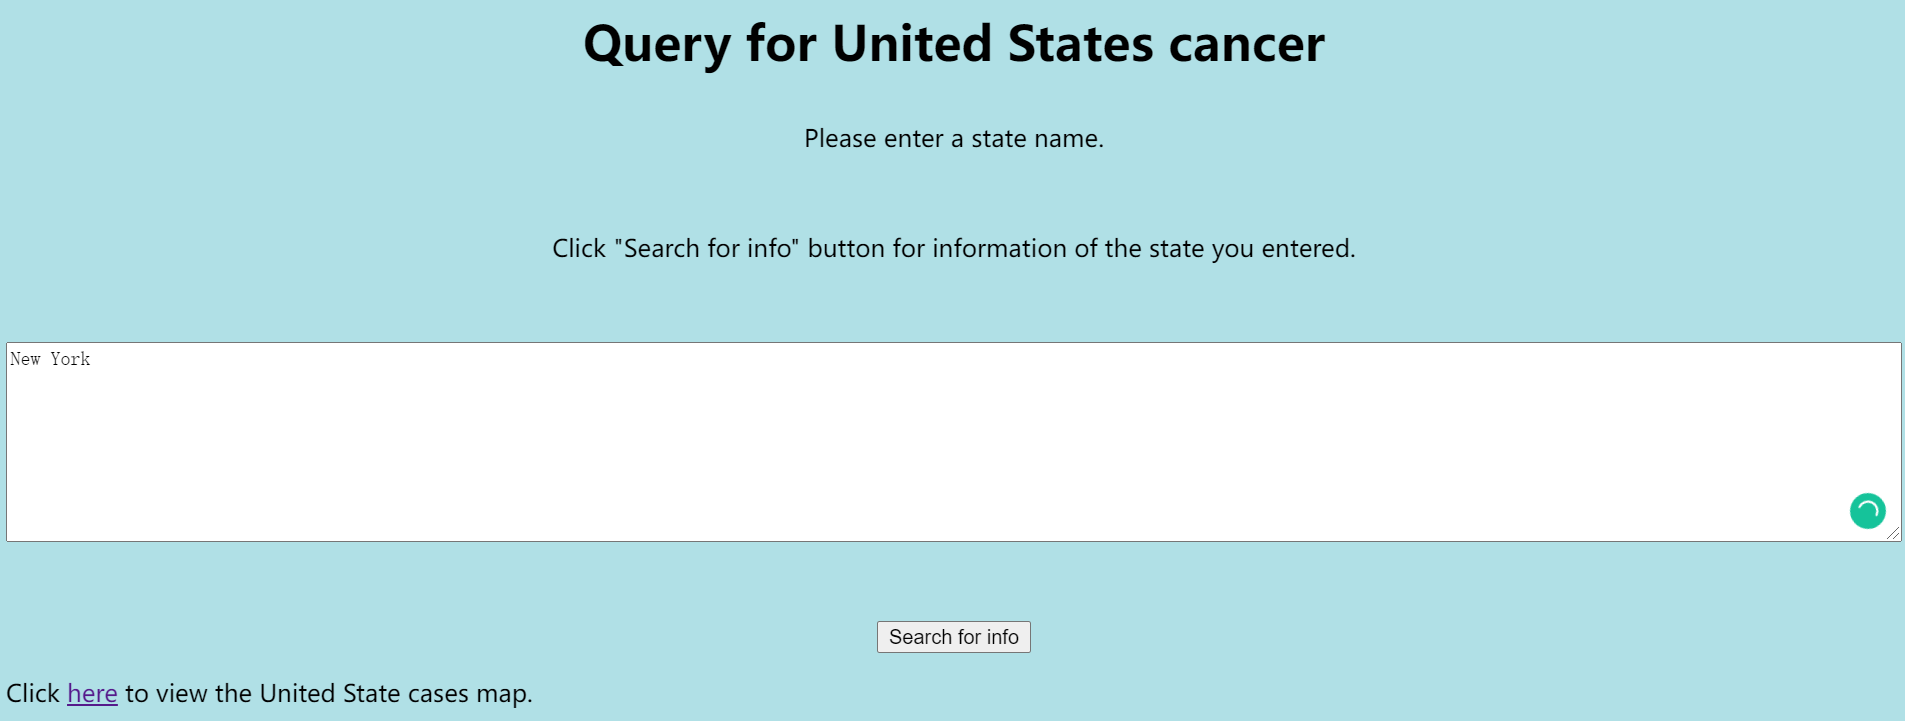 Query for United States cancer
Please enter a state name.
Click "Search for info" button for information of the state you entered.
New York
Search for info
Click here to view the United State cases map.